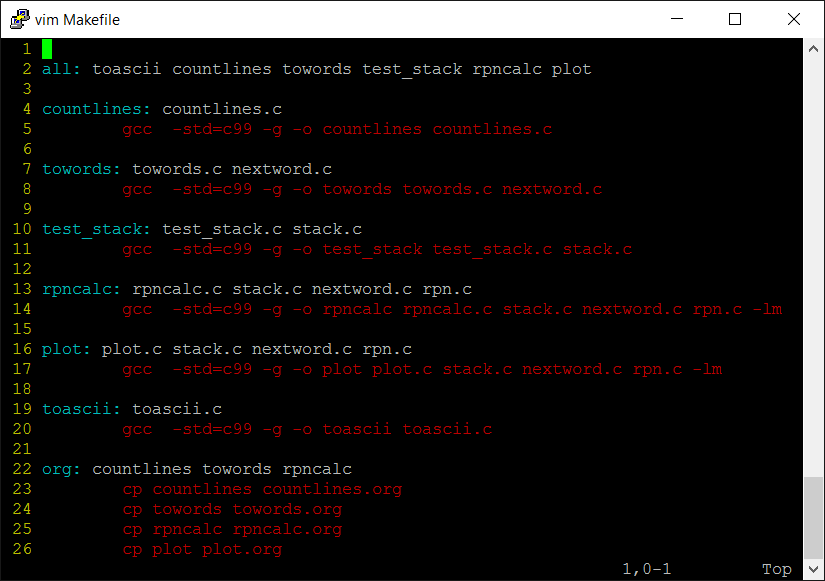 vim Makefile
1
2 all: toascii countlines towords test_stack rpncalc plot
3
4 countlines: countlines.c
5         gcc  -std=c99 -g -o countlines countlines.c
6
7 towords: towords.c nextword.c
8         gcc  -std=c99 -g -o towords towords.c nextword.c
9
10 test_stack: test_stack.c stack.c
11         gcc  -std=c99 -g -o test_stack test_stack.c stack.c
12
13 rpncalc: rpncalc.c stack.c nextword.c rpn.c
14         gcc  -std=c99 -g -o rpncalc rpncalc.c stack.c nextword.c rpn.c -lm
15
16 plot: plot.c stack.c nextword.c rpn.c
17         gcc  -std=c99 -g -o plot plot.c stack.c nextword.c rpn.c -lm
18
19 toascii: toascii.c
20         gcc  -std=c99 -g -o toascii toascii.c
21
22 org: countlines towords rpncalc
23         cp countlines countlines.org
24         cp towords towords.org
25         cp rpncalc rpncalc.org
26         cp plot plot.org
1,0-1         Top